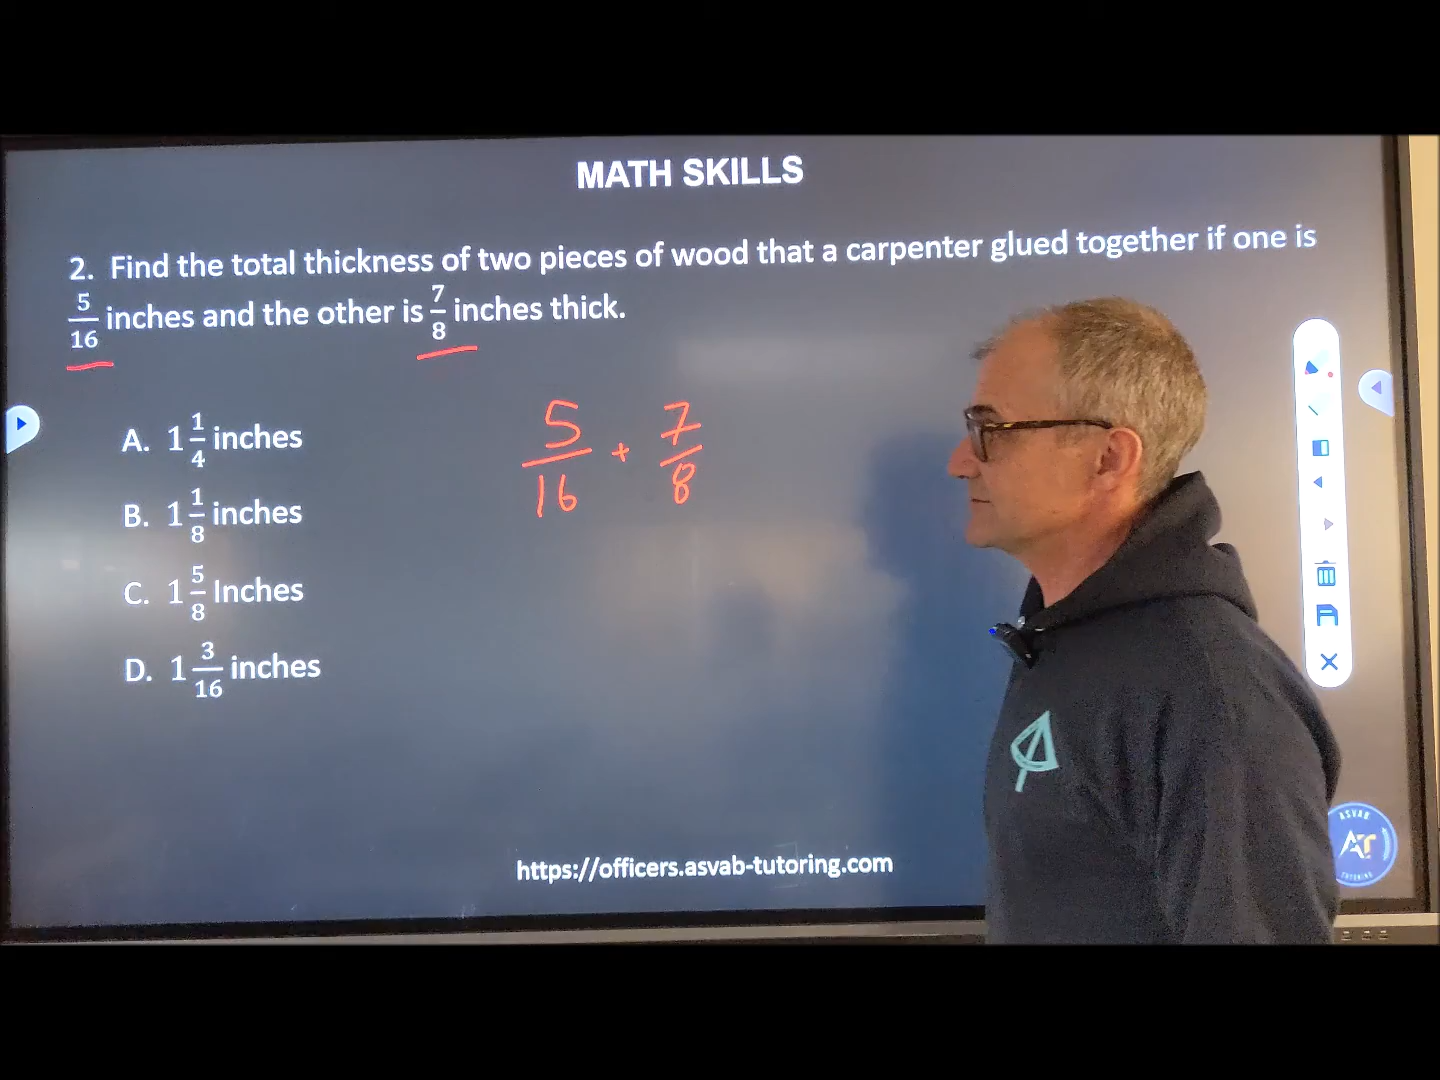 MATH SKILLS
2. Find the total thickness of two pieces of wood that a carpenter glued together if one is
5/16 inches and the other is 7/8 inches thick.
A. 1 1/4 inches
B. 1 1/8 inches
C. 1 5/8 Inches
D. 1 3/16 inches
5/16 + 7/8
https://officers.asvab-tutoring.com
ASVAB
AT
TUTORING